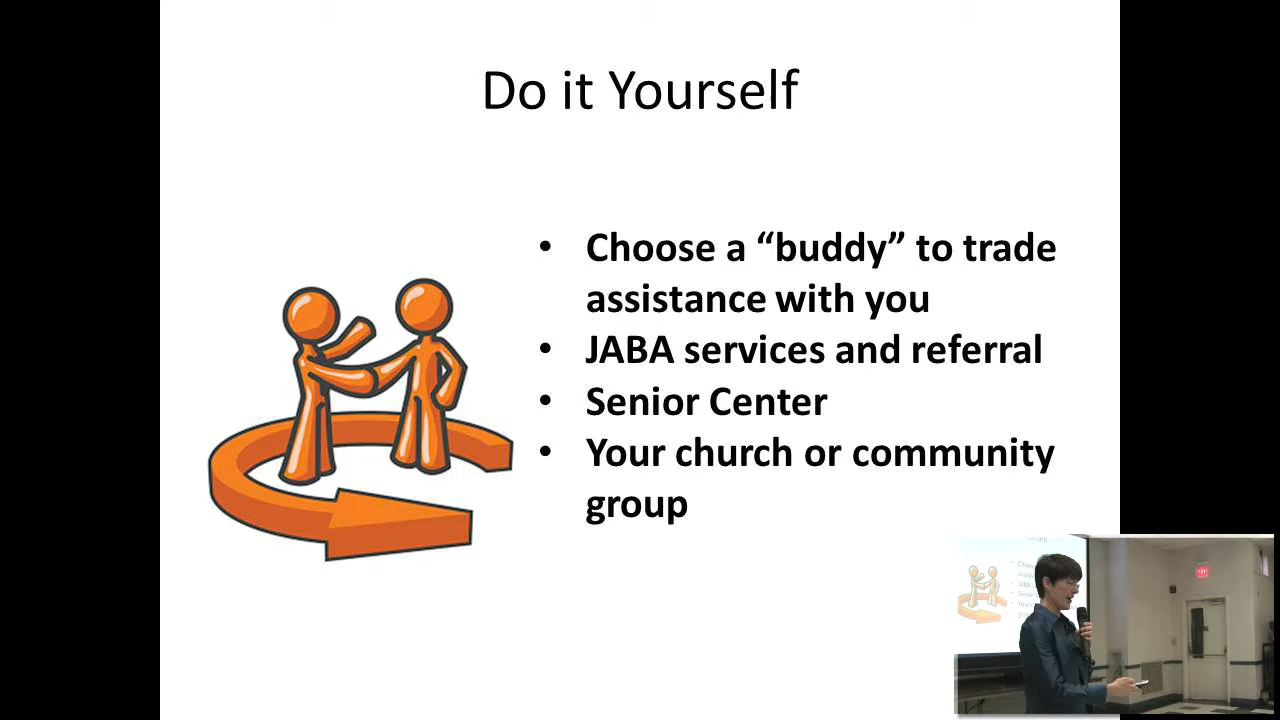 Do it Yourself
• Choose a “buddy” to trade
assistance with you
• JABA services and referral
• Senior Center
• Your church or community
group